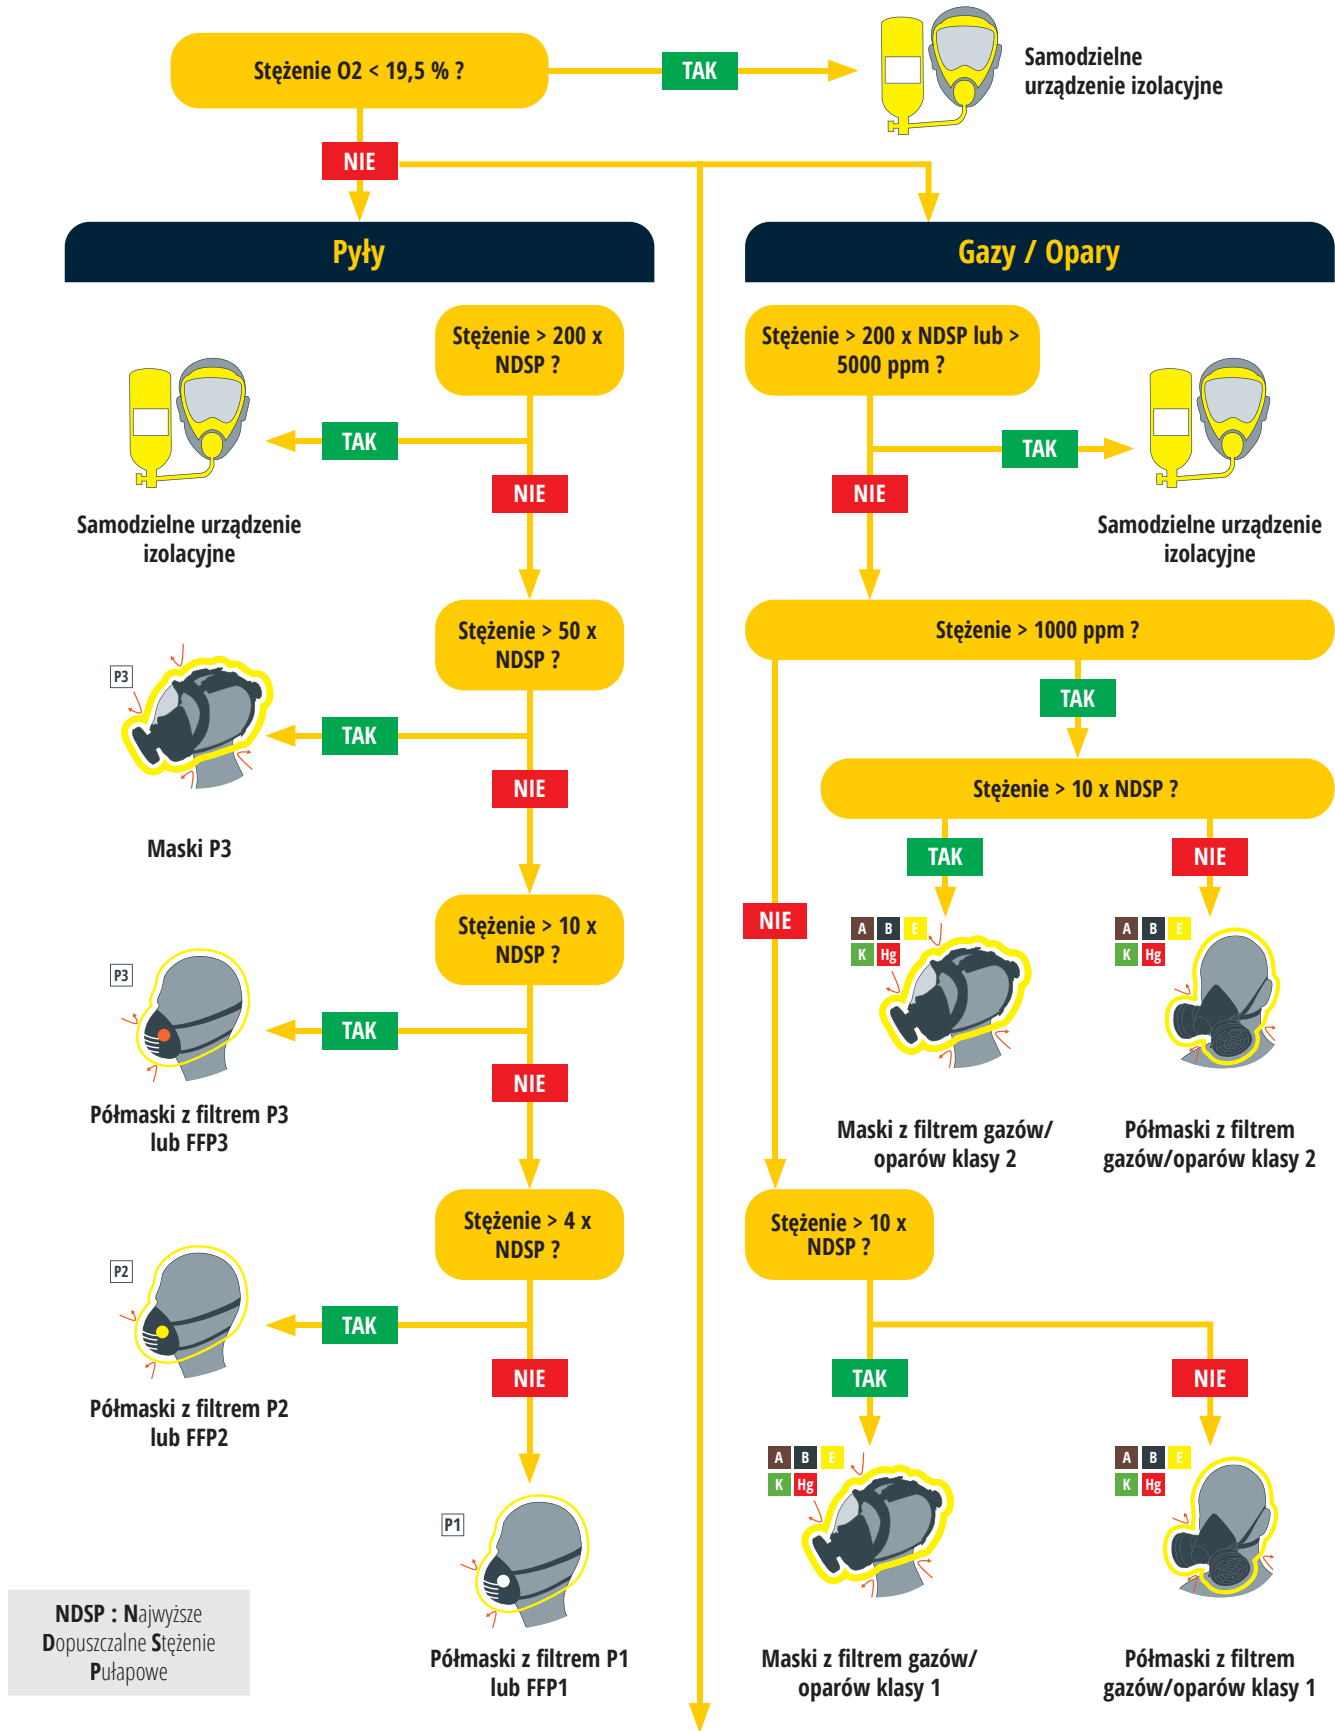 Stężenie O2 < 19,5 % ?
TAK
Samodzielne
urządzenie izolacyjne
NIE
Pyły
Stężenie > 200 x
NDSP ?
TAK
NIE
Samodzielne urządzenie
izolacyjne
Stężenie > 50 x
NDSP ?
P3
TAK
NIE
Maski P3
Stężenie > 10 x
NDSP ?
P3
TAK
NIE
Półmaski z filtrem P3
lub FFP3
Stężenie > 4 x
NDSP ?
P2
TAK
NIE
Półmaski z filtrem P2
lub FFP2
P1
Półmaski z filtrem P1
lub FFP1
NDSP : Najwyższe
Dopuszczalne Stężenie
Pułapowe
Gazy / Opary
Stężenie > 200 x NDSP lub >
5000 ppm ?
TAK
NIE
Samodzielne urządzenie
izolacyjne
Stężenie > 1000 ppm ?
TAK
Stężenie > 10 x NDSP ?
TAK
NIE
NIE
A B E
K Hg
A B E
K Hg
Maski z filtrem gazów/
oparów klasy 2
Półmaski z filtrem
gazów/oparów klasy 2
Stężenie > 10 x
NDSP ?
TAK
NIE
A B E
K Hg
A B E
K Hg
Maski z filtrem gazów/
oparów klasy 1
Półmaski z filtrem
gazów/oparów klasy 1